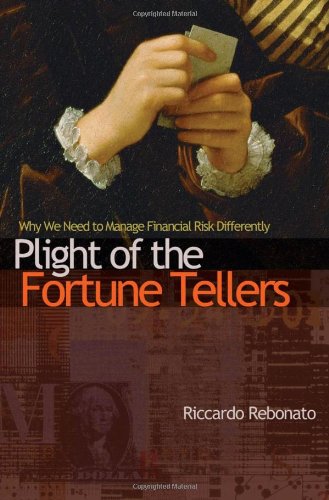 Why We Need to Manage Financial Risk Differently
Plight of the
Fortune Tellers
Riccardo Rebonato